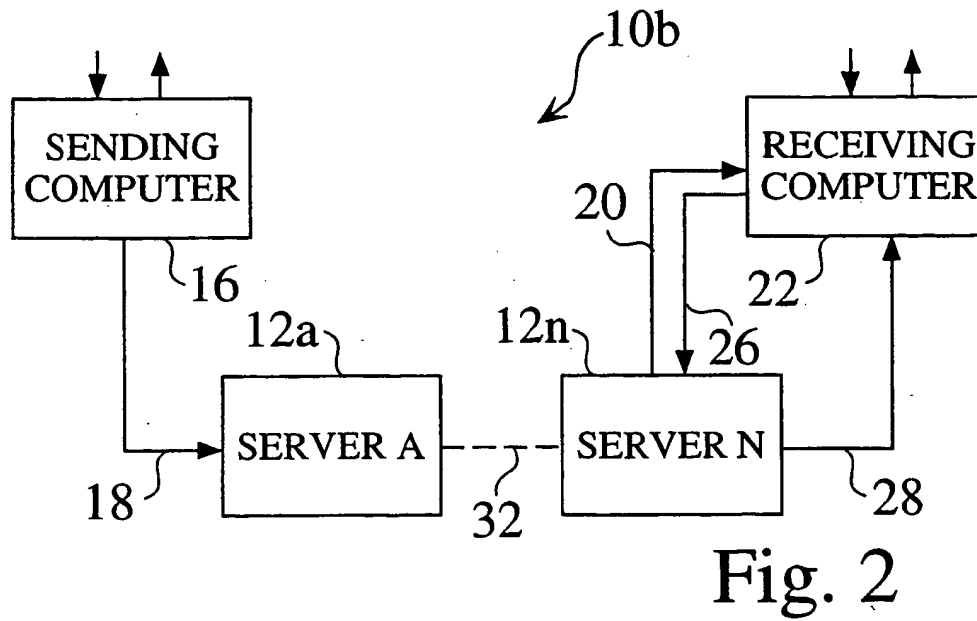 10b
SENDING
COMPUTER
RECEIVING
COMPUTER
20
16
22
12a
12n
26
SERVER A
SERVER N
18
32
28
Fig. 2